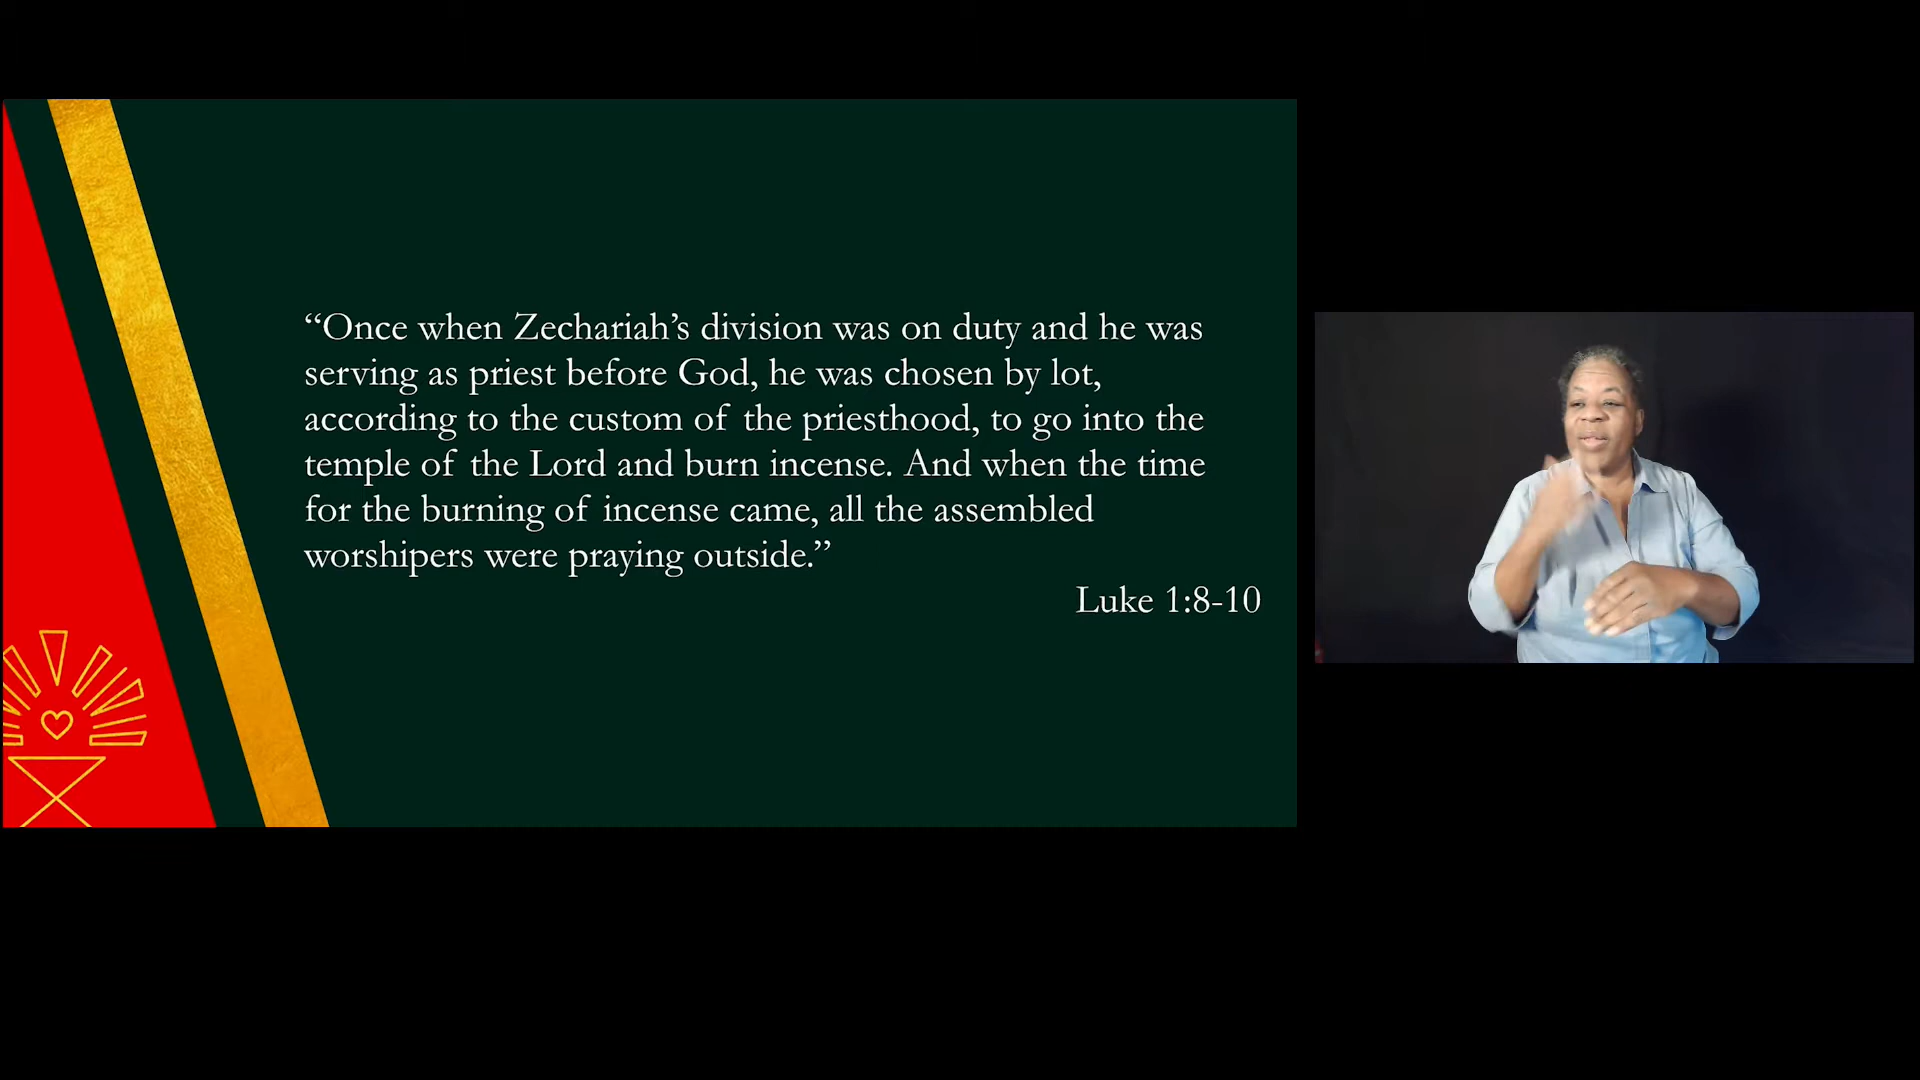 “Once when Zechariah’s division was on duty and he was
serving as priest before God, he was chosen by lot,
according to the custom of the priesthood, to go into the
temple of the Lord and burn incense. And when the time
for the burning of incense came, all the assembled
worshipers were praying outside.”
Luke 1:8-10